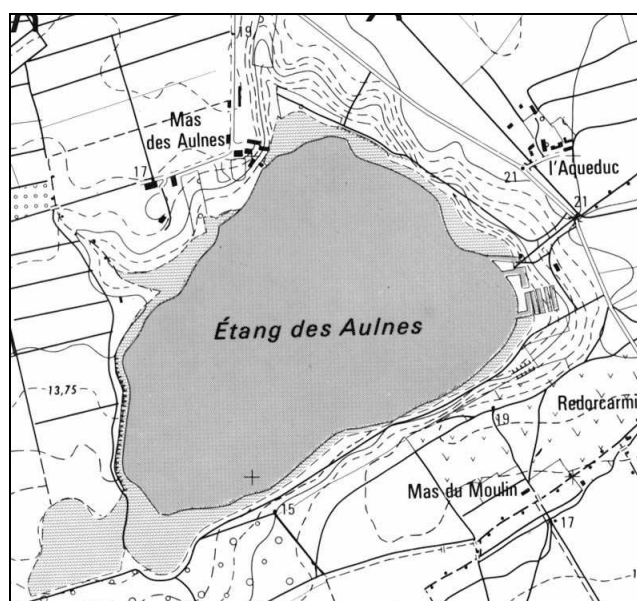 19
Mas
des Aulnes
17
l'Aqueduc
21
21
Étang des Aulnes
13,75
Redorcarmi
19
Mas du Moulin
15
17